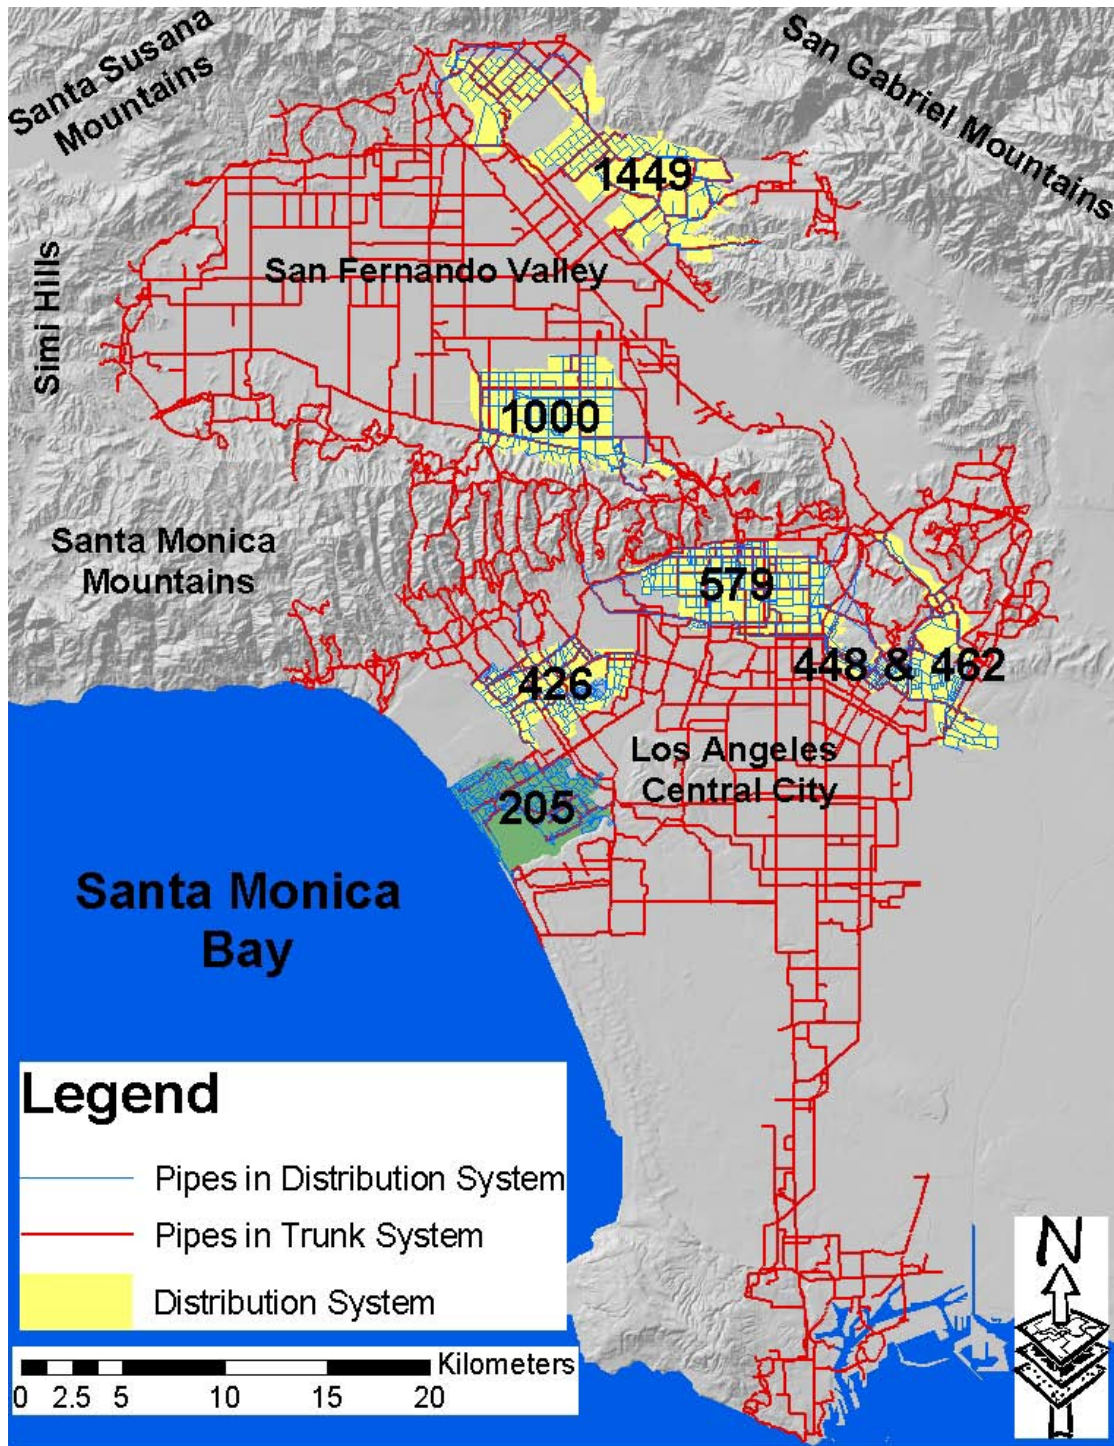 Santa Susana
Mountains
San Gabriel Mountains
1449
San Fernando Valley
Simi Hills
1000
Santa Monica
Mountains
579
448 & 462
426
Los Angeles
Central City
205
Santa Monica
Bay
Legend
Pipes in Distribution System
Pipes in Trunk System
Distribution System
Kilometers
0 2.5 5 10 15 20
N